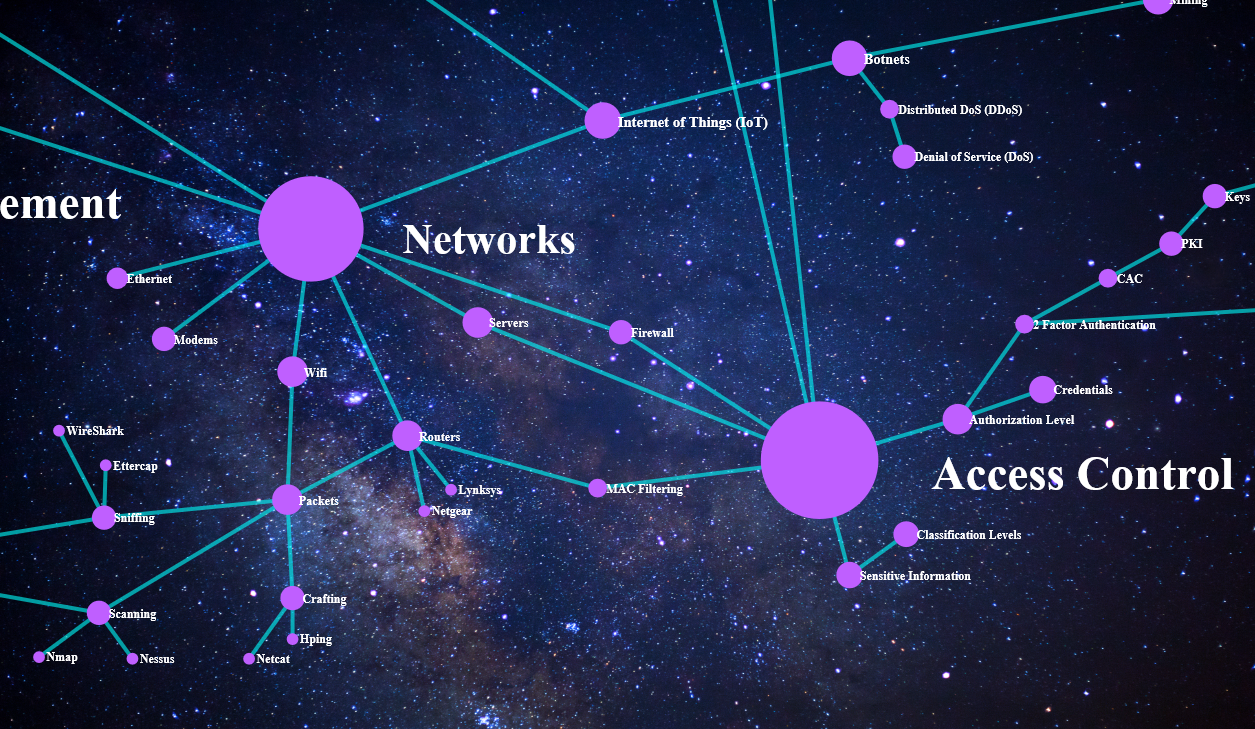 Mining
Botnets
Distributed DoS (DDoS)
Internet of Things (IoT)
Denial of Service (DoS)
Keys
ement
Networks
PKI
Ethernet
CAC
Servers
2 Factor Authentication
Firewall
Modems
Wifi
Credentials
Authorization Level
WireShark
Routers
Ettercap
Access Control
MAC Filtering
Lynksys
Packets
Netgear
Sniffing
Classification Levels
Sensitive Information
Crafting
Scanning
Hping
Nmap
Nessus
Netcat